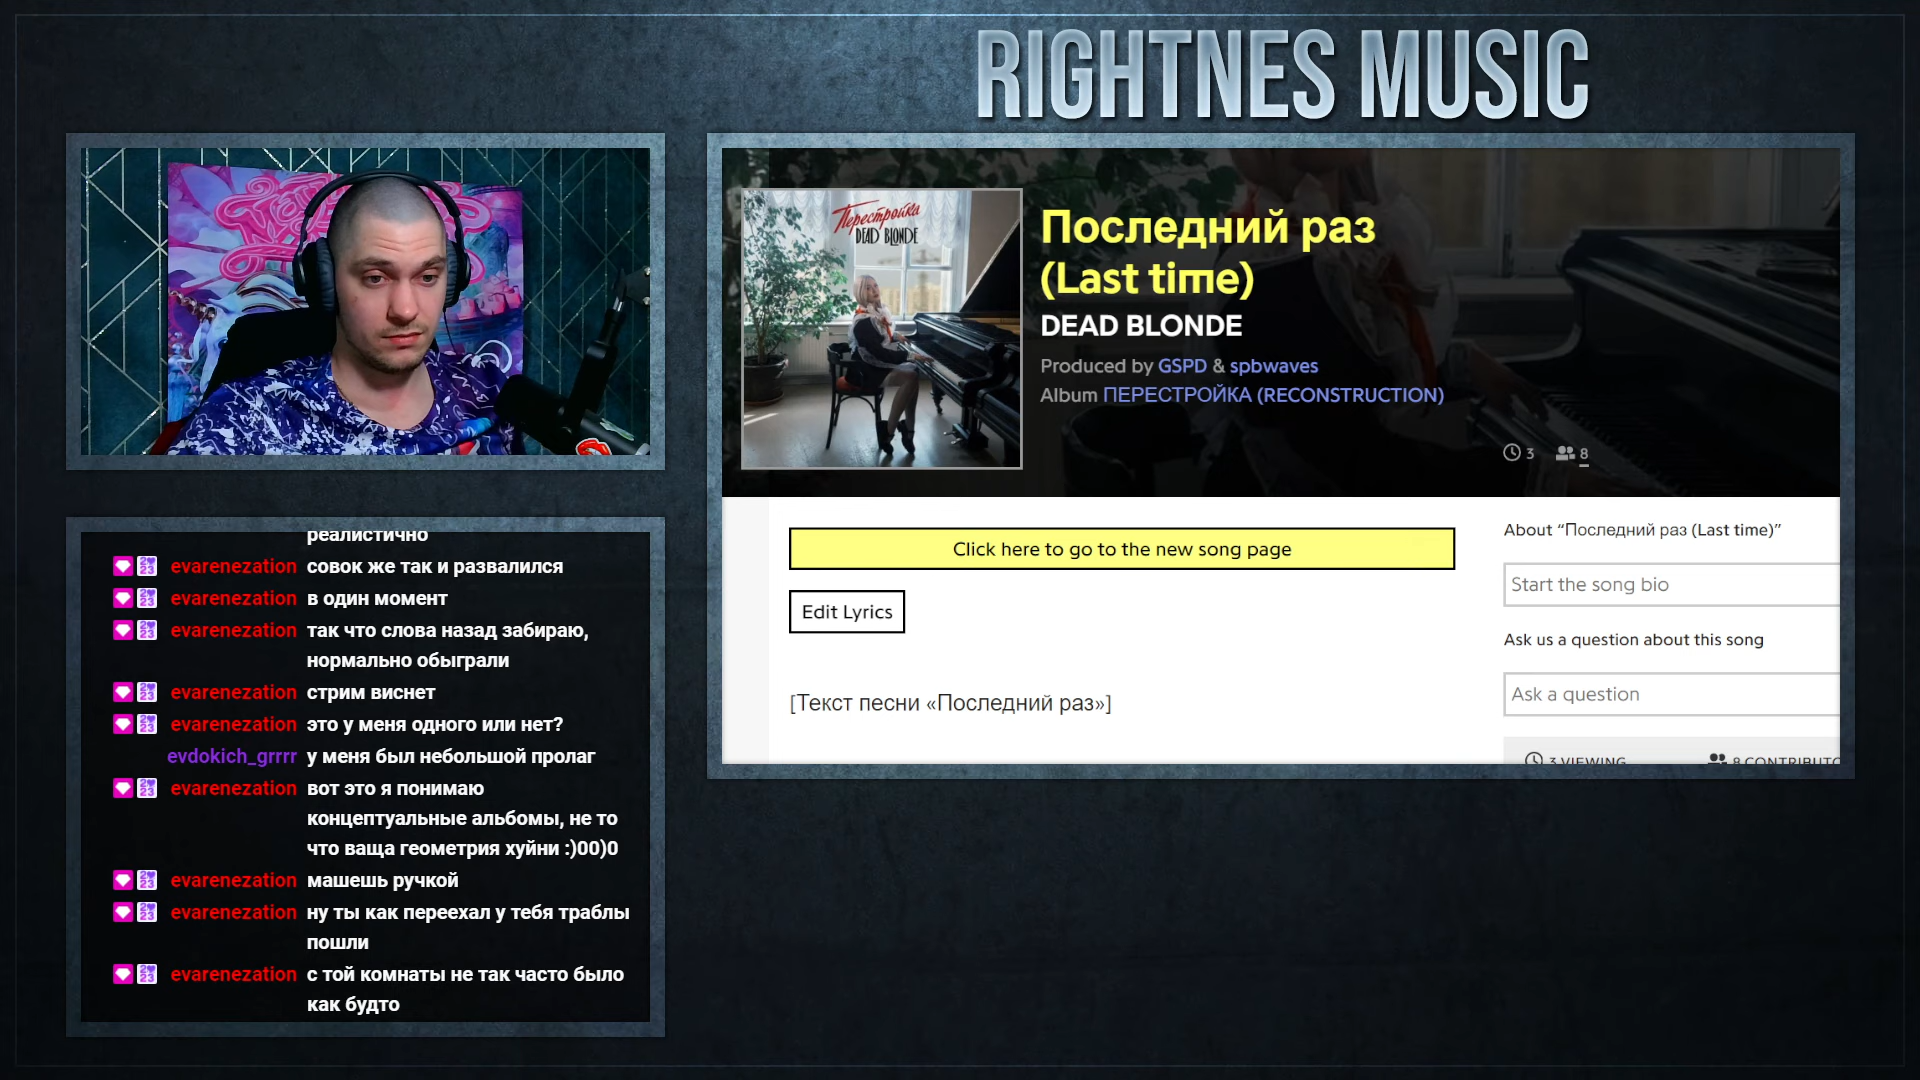 RIGHTNES MUSIC
реалистично
evarenezation совок же так и развалился
evarenezation в один момент
evarenezation так что слова назад забираю,
нормально обыграли
evarenezation стрим виснет
evarenezation это у меня одного или нет?
evdokich_grrrr у меня был небольшой пролаг
evarenezation вот это я понимаю
концептуальные альбомы, не то
что ваща геометрия хуйни :)00)0
evarenezation машешь ручкой
evarenezation ну ты как переехал у тебя траблы
пошли
evarenezation с той комнаты не так часто было
как будто
Перестройка
DEAD BLONDE
Последний раз
(Last time)
DEAD BLONDE
Produced by GSPD & spbwaves
Album ПЕРЕСТРОЙКА (RECONSTRUCTION)
3 8
Click here to go to the new song page
Edit Lyrics
[Текст песни «Последний раз»]
About “Последний раз (Last time)”
Start the song bio
Ask us a question about this song
Ask a question
3 VIEWING 8 CONTRIBUTO